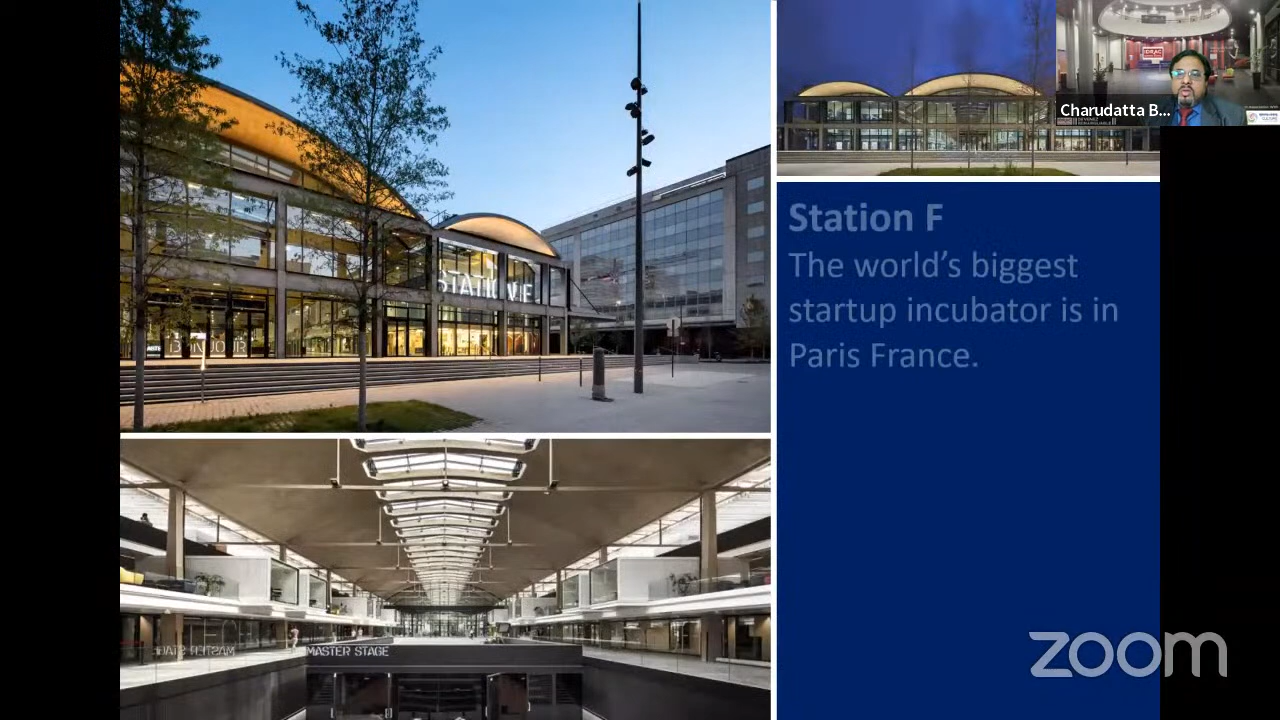 STATION F
MASTER STAGE
Charudatta B...
Station F
The world’s biggest
startup incubator is in
Paris France.
zoom